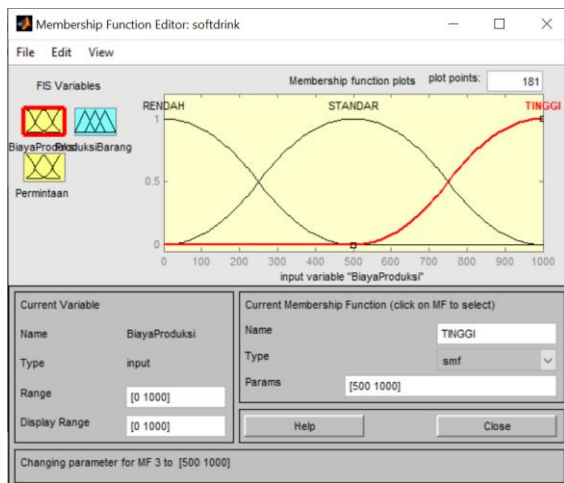 Membership Function Editor: softdrink
File Edit View
FIS Variables
BiayaProduksi
ProduksiBarang
Permintaan
Membership function plots
plot points:
181
RENDAH
STANDAR
TINGGI
1
0.5
0
0 100 200 300 400 500 600 700 800 900 1000
input variable "BiayaProduksi"
Current Variable
Name BiayaProduksi
Type input
Range [0 1000]
Display Range [0 1000]
Current Membership Function (click on MF to select)
Name TINGGI
Type smf
Params [500 1000]
Help Close
Changing parameter for MF 3 to [500 1000]